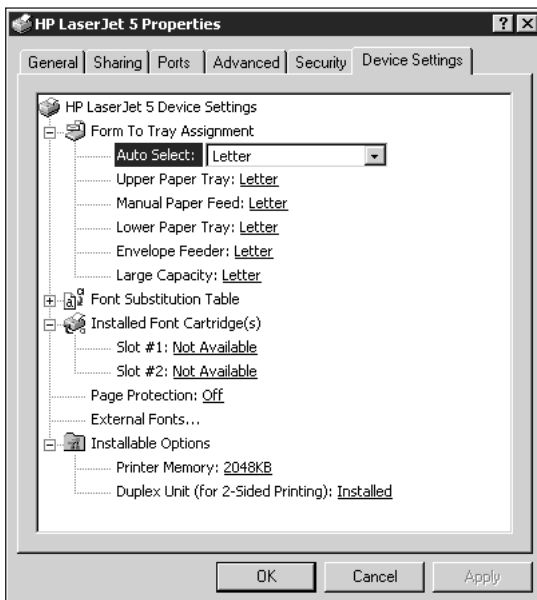 HP LaserJet 5 Properties
General Sharing Ports Advanced Security Device Settings
HP LaserJet 5 Device Settings
Form To Tray Assignment
Auto Select: Letter
Upper Paper Tray: Letter
Manual Paper Feed: Letter
Lower Paper Tray: Letter
Envelope Feeder: Letter
Large Capacity: Letter
Font Substitution Table
Installed Font Cartridge(s)
Slot #1: Not Available
Slot #2: Not Available
Page Protection: Off
External Fonts...
Installable Options
Printer Memory: 2048KB
Duplex Unit (for 2-Sided Printing): Installed
OK Cancel Apply